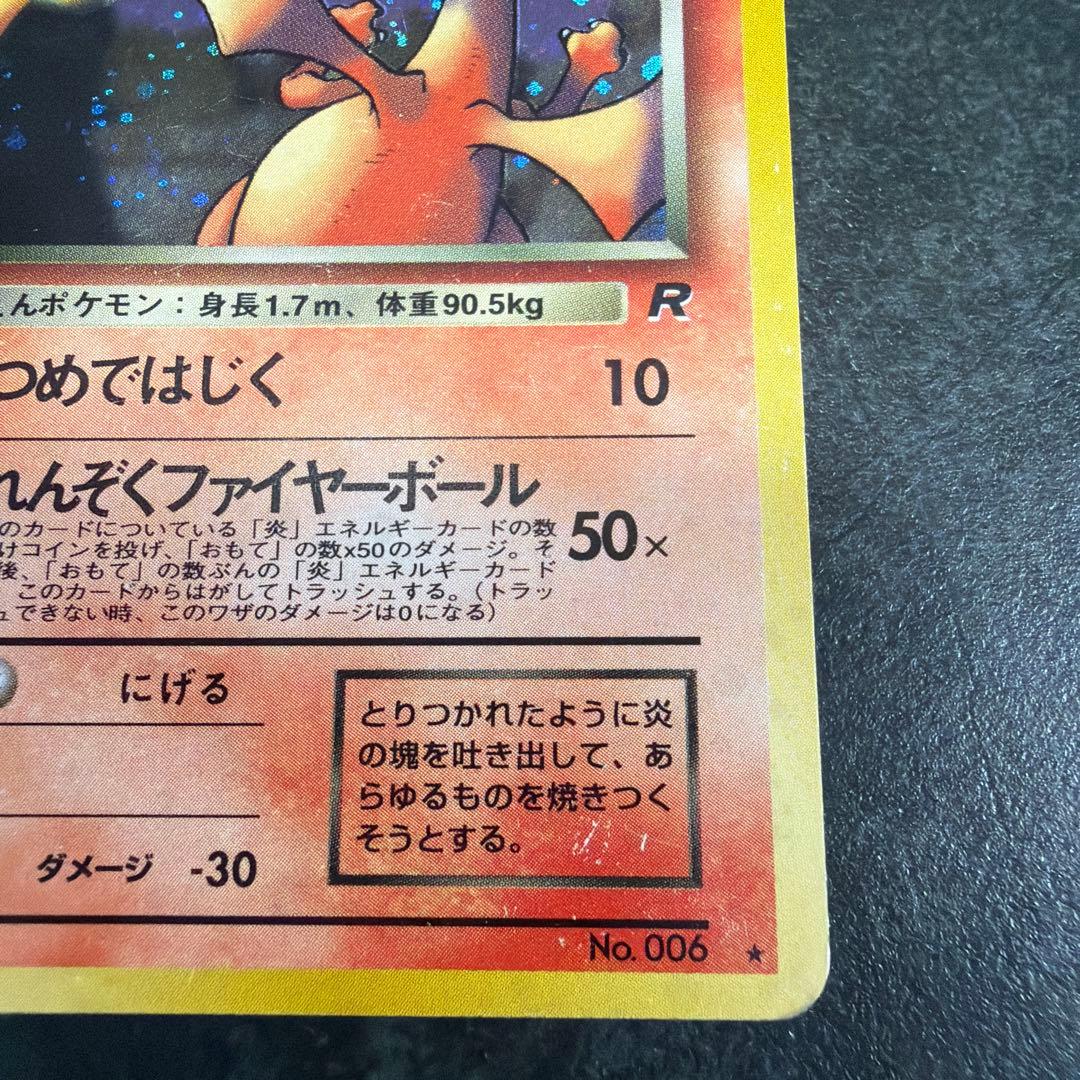 んポケモン:身長1.7m、体重90.5kg R
つめではじく 10
れんぞくファイヤーボール 50×
のカードについている「炎」エネルギーカードの数
けコインを投げ、「おもて」の数x50のダメージ。そ
後、「おもて」の数ぶんの「炎」エネルギーカード
、このカードからはがしてトラッシュする。(トラッ
ュできない時、このワザのダメージは0になる)
にげる
とりつかれたように炎
の塊を吐き出して、あ
らゆるものを焼きつく
そうとする。
ダメージ -30
No. 006 ★